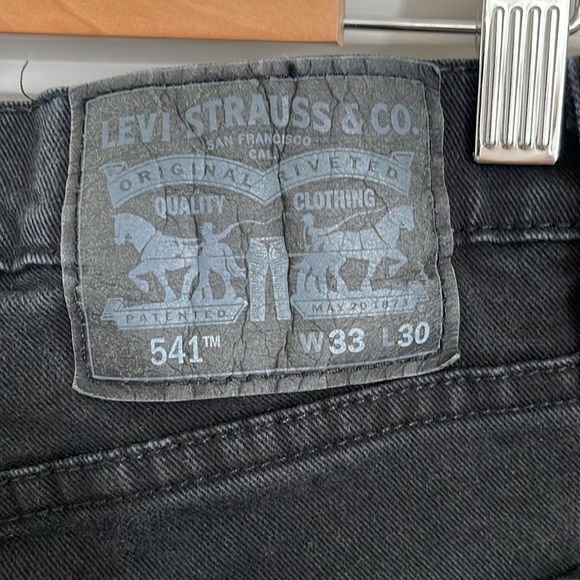 LEVI STRAUSS & CO.
SAN FRANCISCO
CAL
ORIGINAL RIVETED
QUALITY CLOTHING
PATENTED MAY 20 1873
541™ W33 L30